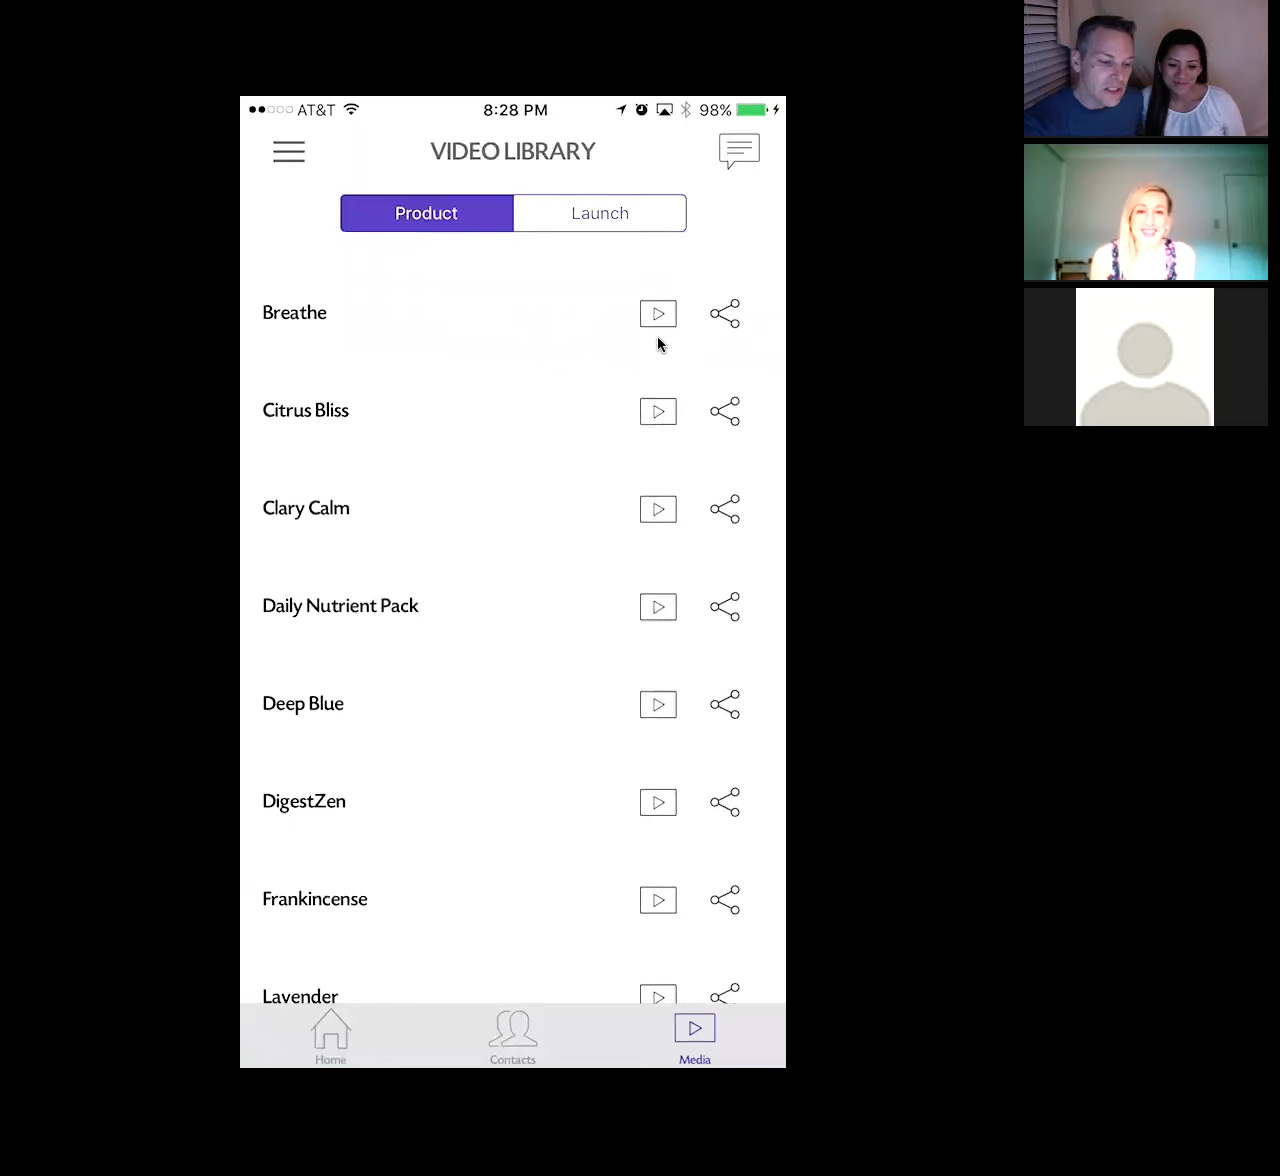 AT&T 8:28 PM 98%
VIDEO LIBRARY
Product Launch
Breathe
Citrus Bliss
Clary Calm
Daily Nutrient Pack
Deep Blue
DigestZen
Frankincense
Lavender
Home Contacts Media